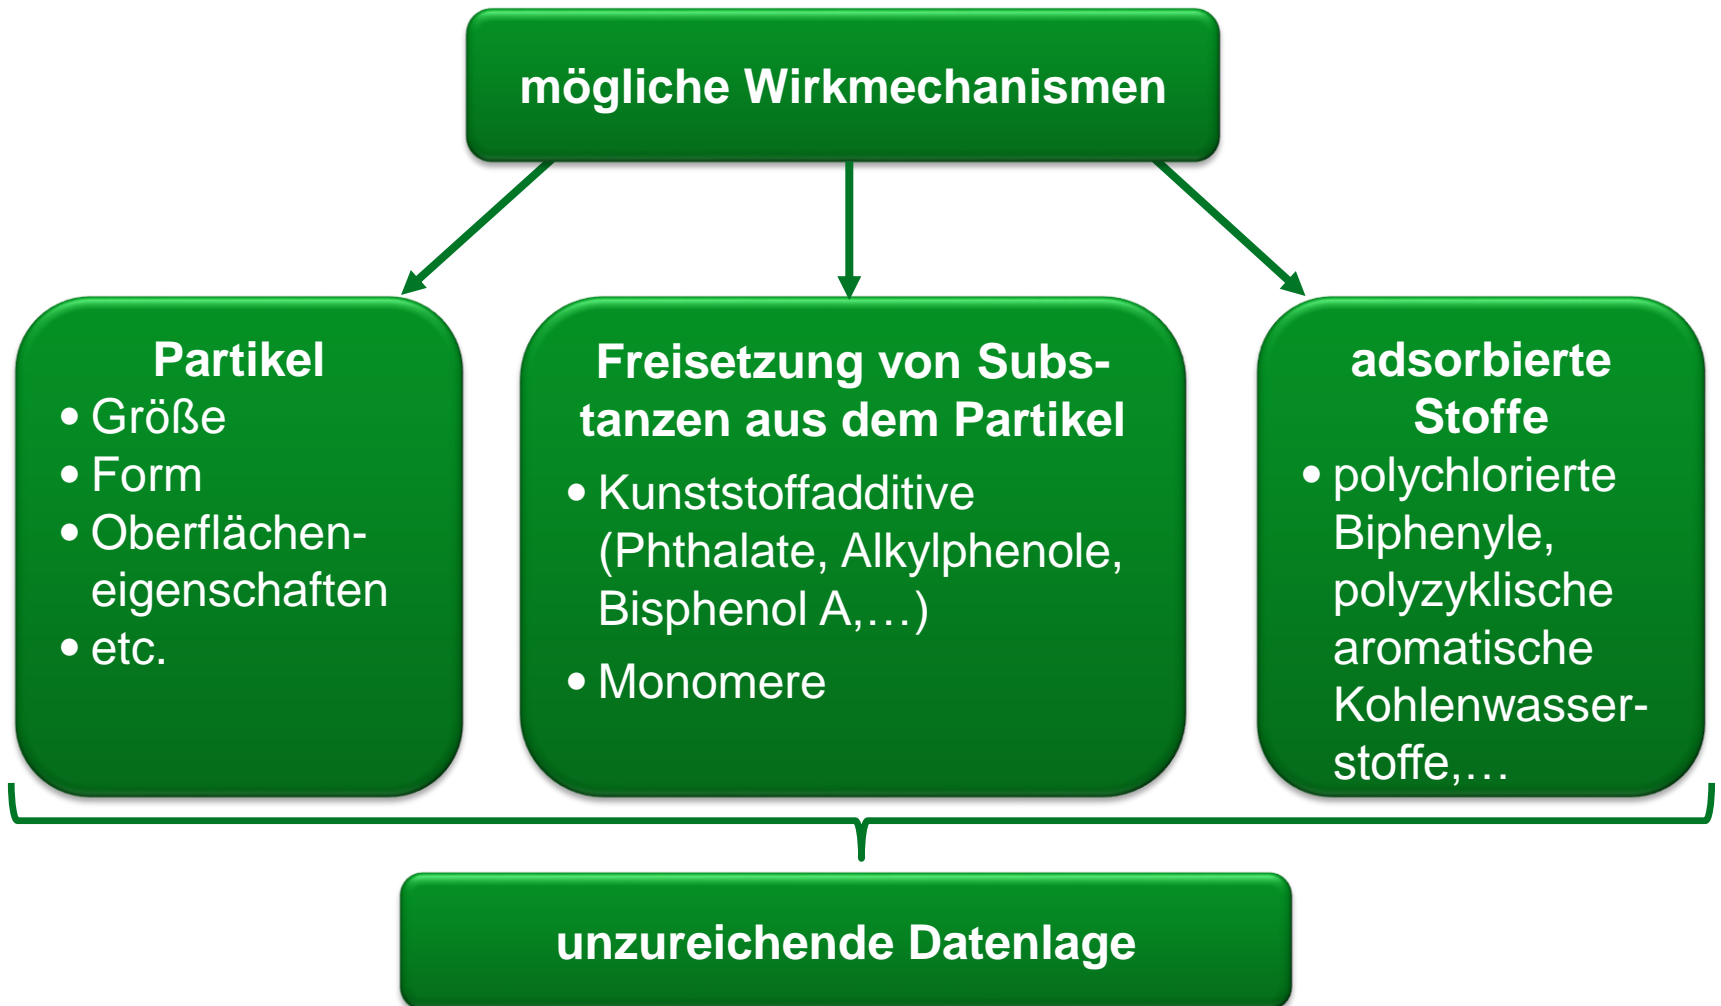 mögliche Wirkmechanismen
Partikel
• Größe
• Form
• Oberflächen-
eigenschaften
• etc.
Freisetzung von Subs-
tanzen aus dem Partikel
• Kunststoffadditive
(Phthalate, Alkylphenole,
Bisphenol A,…)
• Monomere
adsorbierte
Stoffe
• polychlorierte
Biphenyle,
polyzyklische
aromatische
Kohlenwasser-
stoffe,…
unzureichende Datenlage